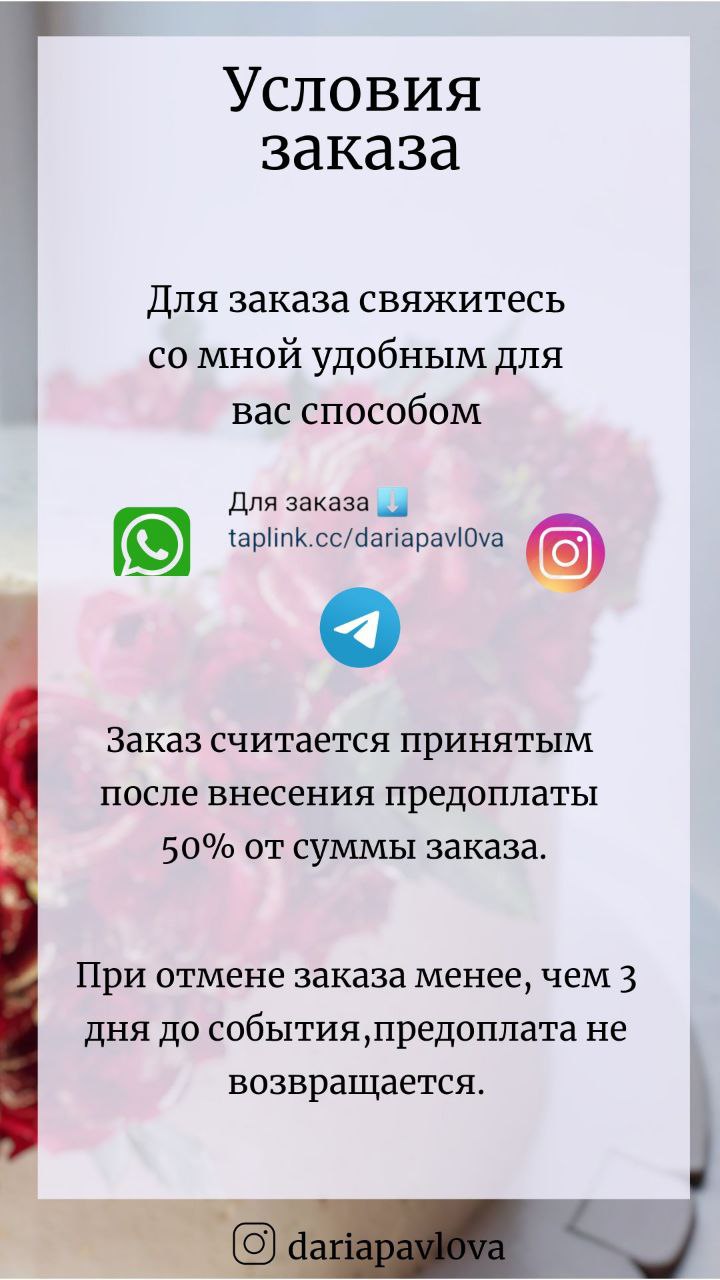 Условия
заказа
Для заказа свяжитесь
со мной удобным для
вас способом
Для заказа ⬇️
taplink.cc/dariapavl0va
Заказ считается принятым
после внесения предоплаты
50% от суммы заказа.
При отмене заказа менее, чем 3
дня до события,предоплата не
возвращается.
dariapavl0va